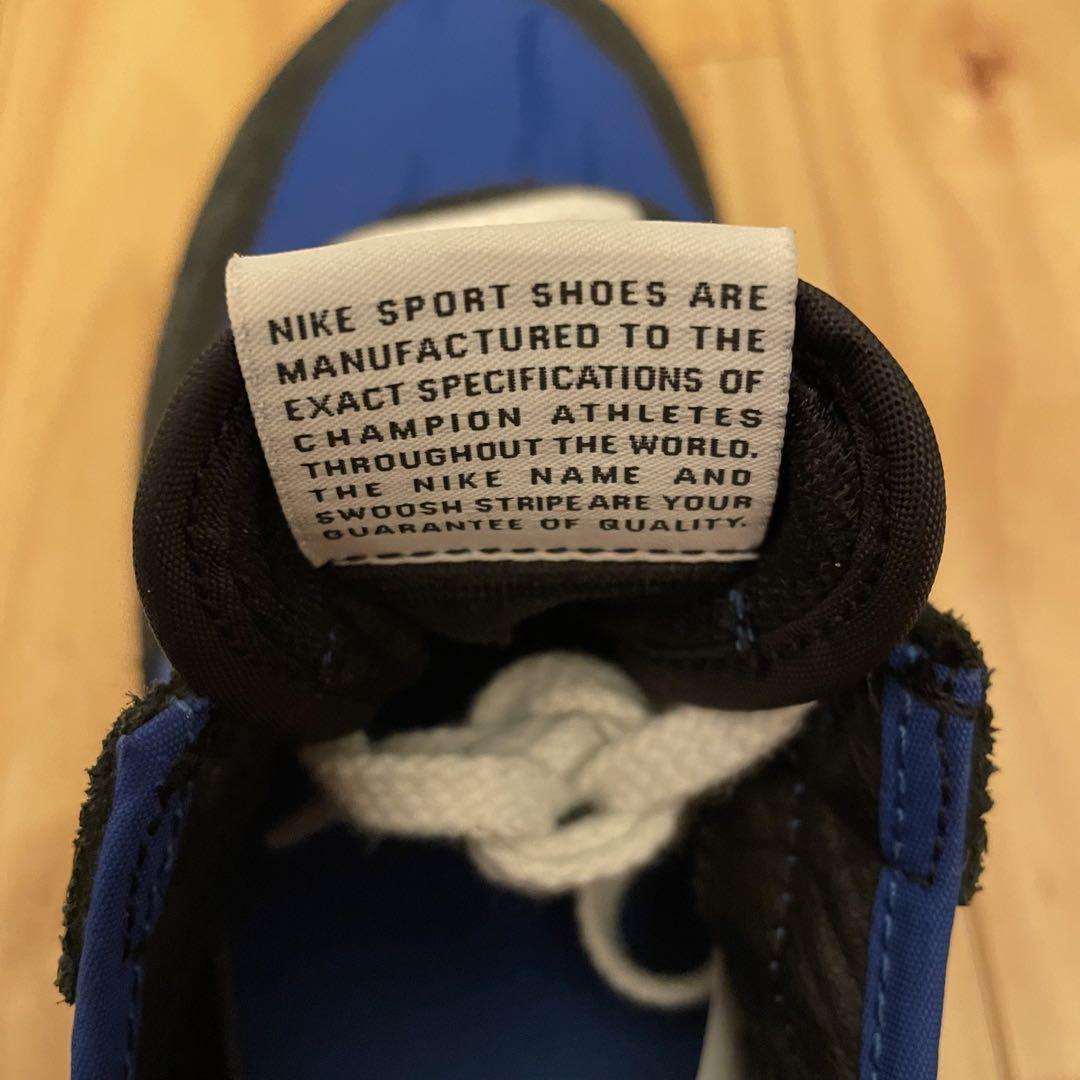 NIKE SPORT SHOES ARE
MANUFACTURED TO THE
EXACT SPECIFICATIONS OF
CHAMPION ATHLETES
THROUGHOUT THE WORLD.
THE NIKE NAME AND
SWOOSH STRIPE ARE YOUR
GUARANTEE OF QUALITY.